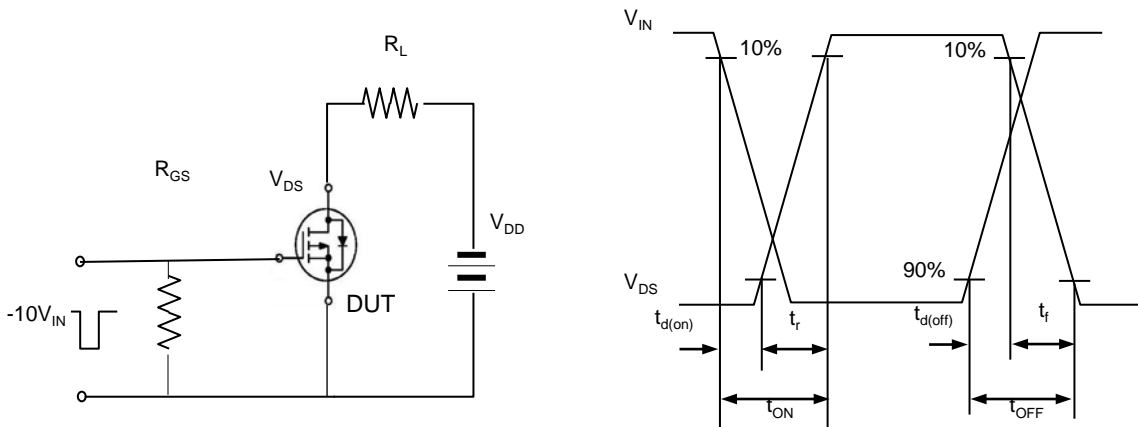 R_L
R_GS
V_DS
V_DD
DUT
-10V_IN
V_IN
10%
10%
V_DS
90%
t_d(on)
t_r
t_d(off)
t_f
t_ON
t_OFF